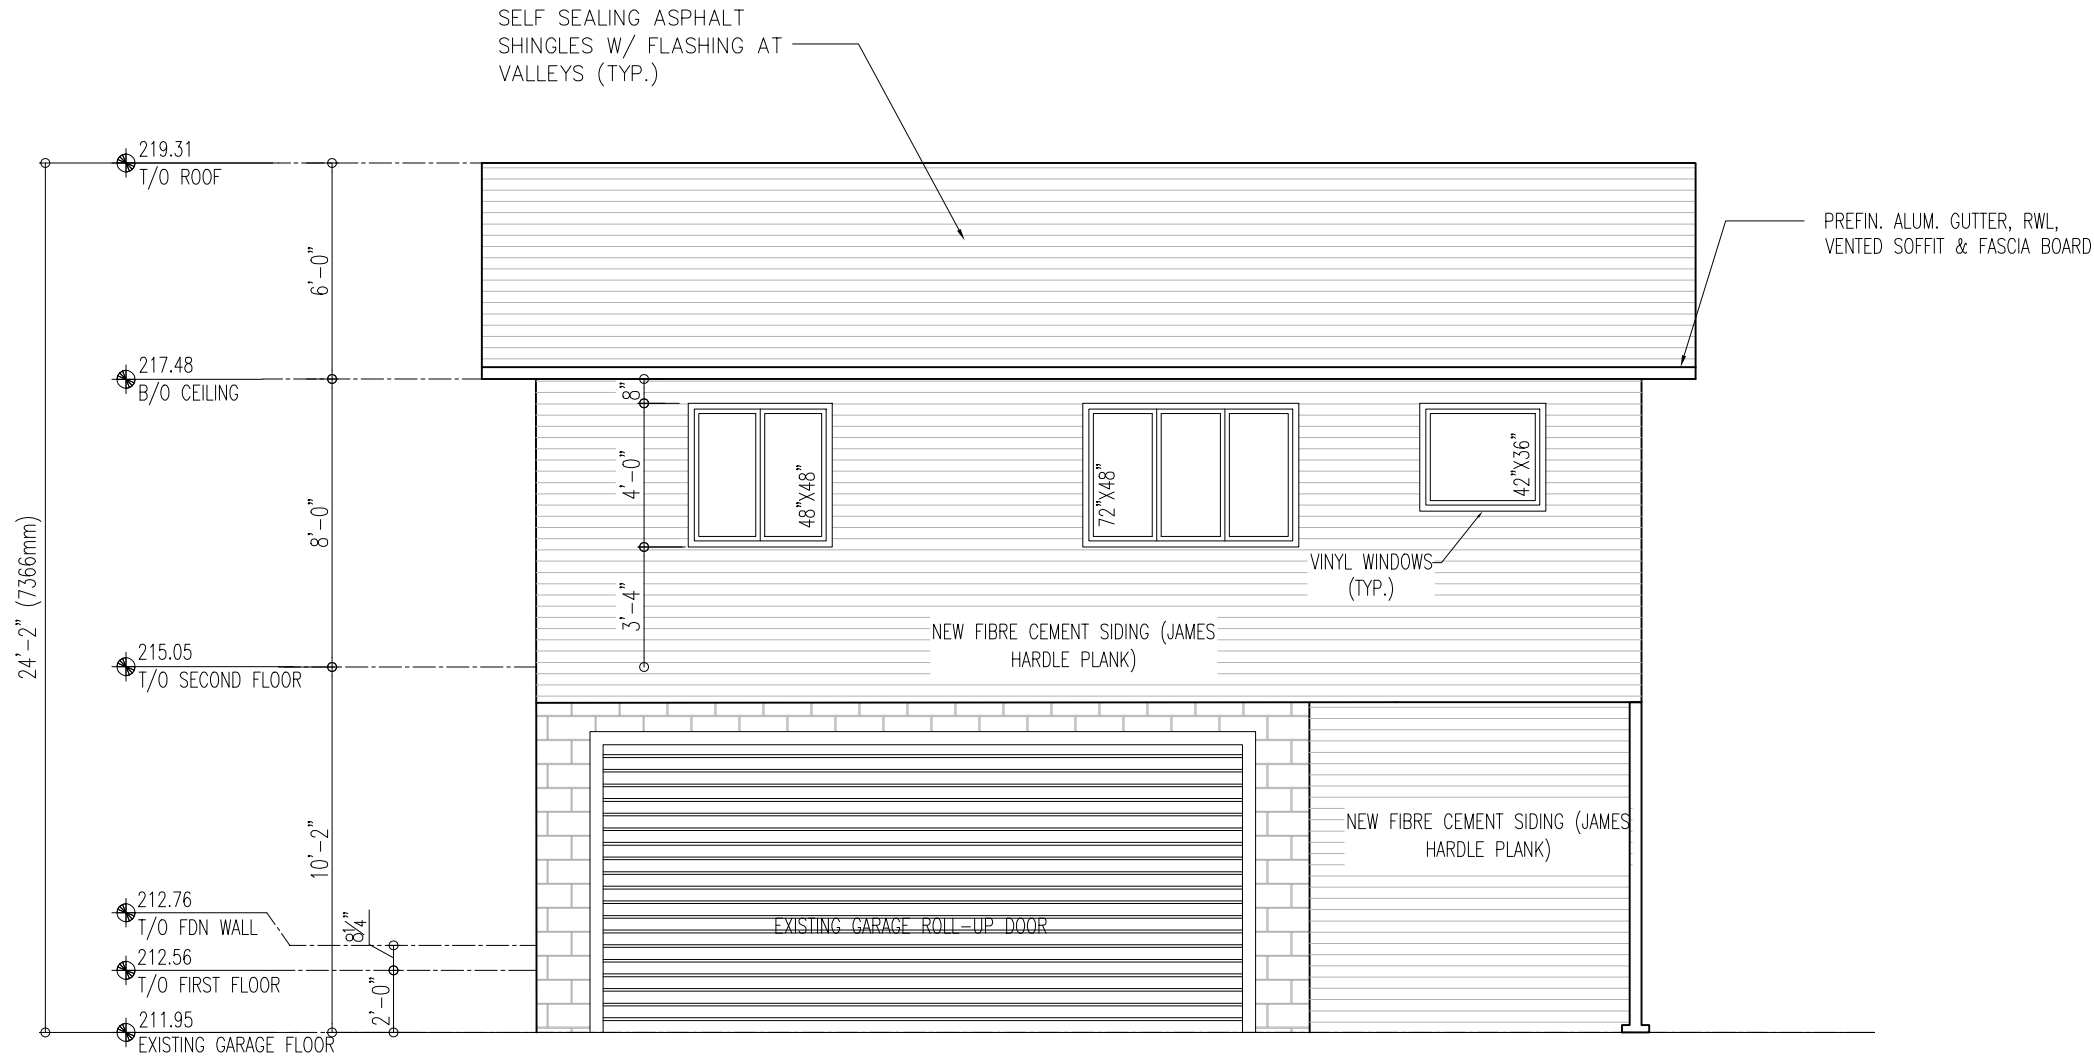 SELF SEALING ASPHALT
SHINGLES W/ FLASHING AT
VALLEYS (TYP.)
219.31
T/O ROOF
PREFIN. ALUM. GUTTER, RWL,
VENTED SOFFIT & FASCIA BOARD
6'-0"
217.48
B/O CEILING
8"
4'-0"
48"X48"
72"X48"
42"X36"
8'-0"
24'-2" (7366mm)
VINYL WINDOWS
(TYP.)
3'-4"
NEW FIBRE CEMENT SIDING (JAMES
HARDLE PLANK)
215.05
T/O SECOND FLOOR
10'-2"
NEW FIBRE CEMENT SIDING (JAMES
HARDLE PLANK)
212.76
T/O FDN WALL
8 1/4"
EXISTING GARAGE ROLL-UP DOOR
212.56
T/O FIRST FLOOR
2'-0"
211.95
EXISTING GARAGE FLOOR